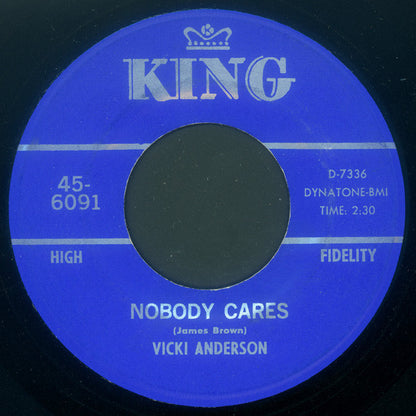 KING
45-
6091
D-7336
DYNATONE-BMI
TIME: 2:30
HIGH
FIDELITY
NOBODY CARES
(James Brown)
VICKI ANDERSON